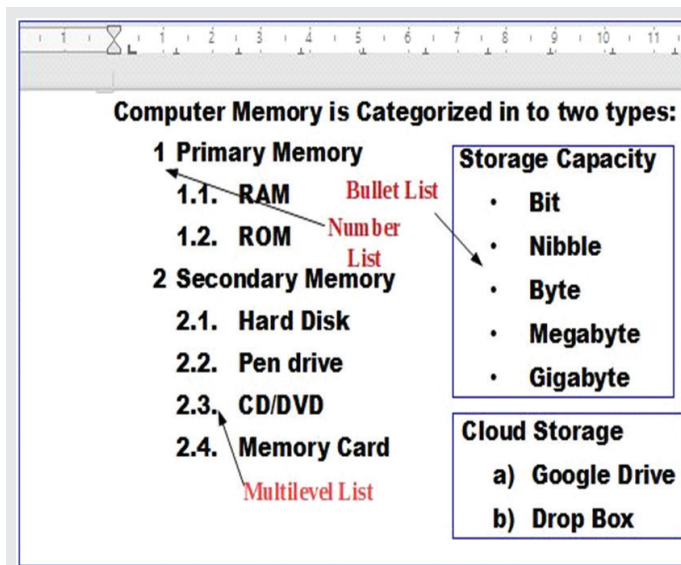 1 1 2 3 4 5 6 7 8 9 10 11
Computer Memory is Categorized in to two types:
1 Primary Memory
1.1. RAM
1.2. ROM
2 Secondary Memory
2.1. Hard Disk
2.2. Pen drive
2.3. CD/DVD
2.4. Memory Card
Number
List
Multilevel List
Bullet List
Storage Capacity
• Bit
• Nibble
• Byte
• Megabyte
• Gigabyte
Cloud Storage
a) Google Drive
b) Drop Box